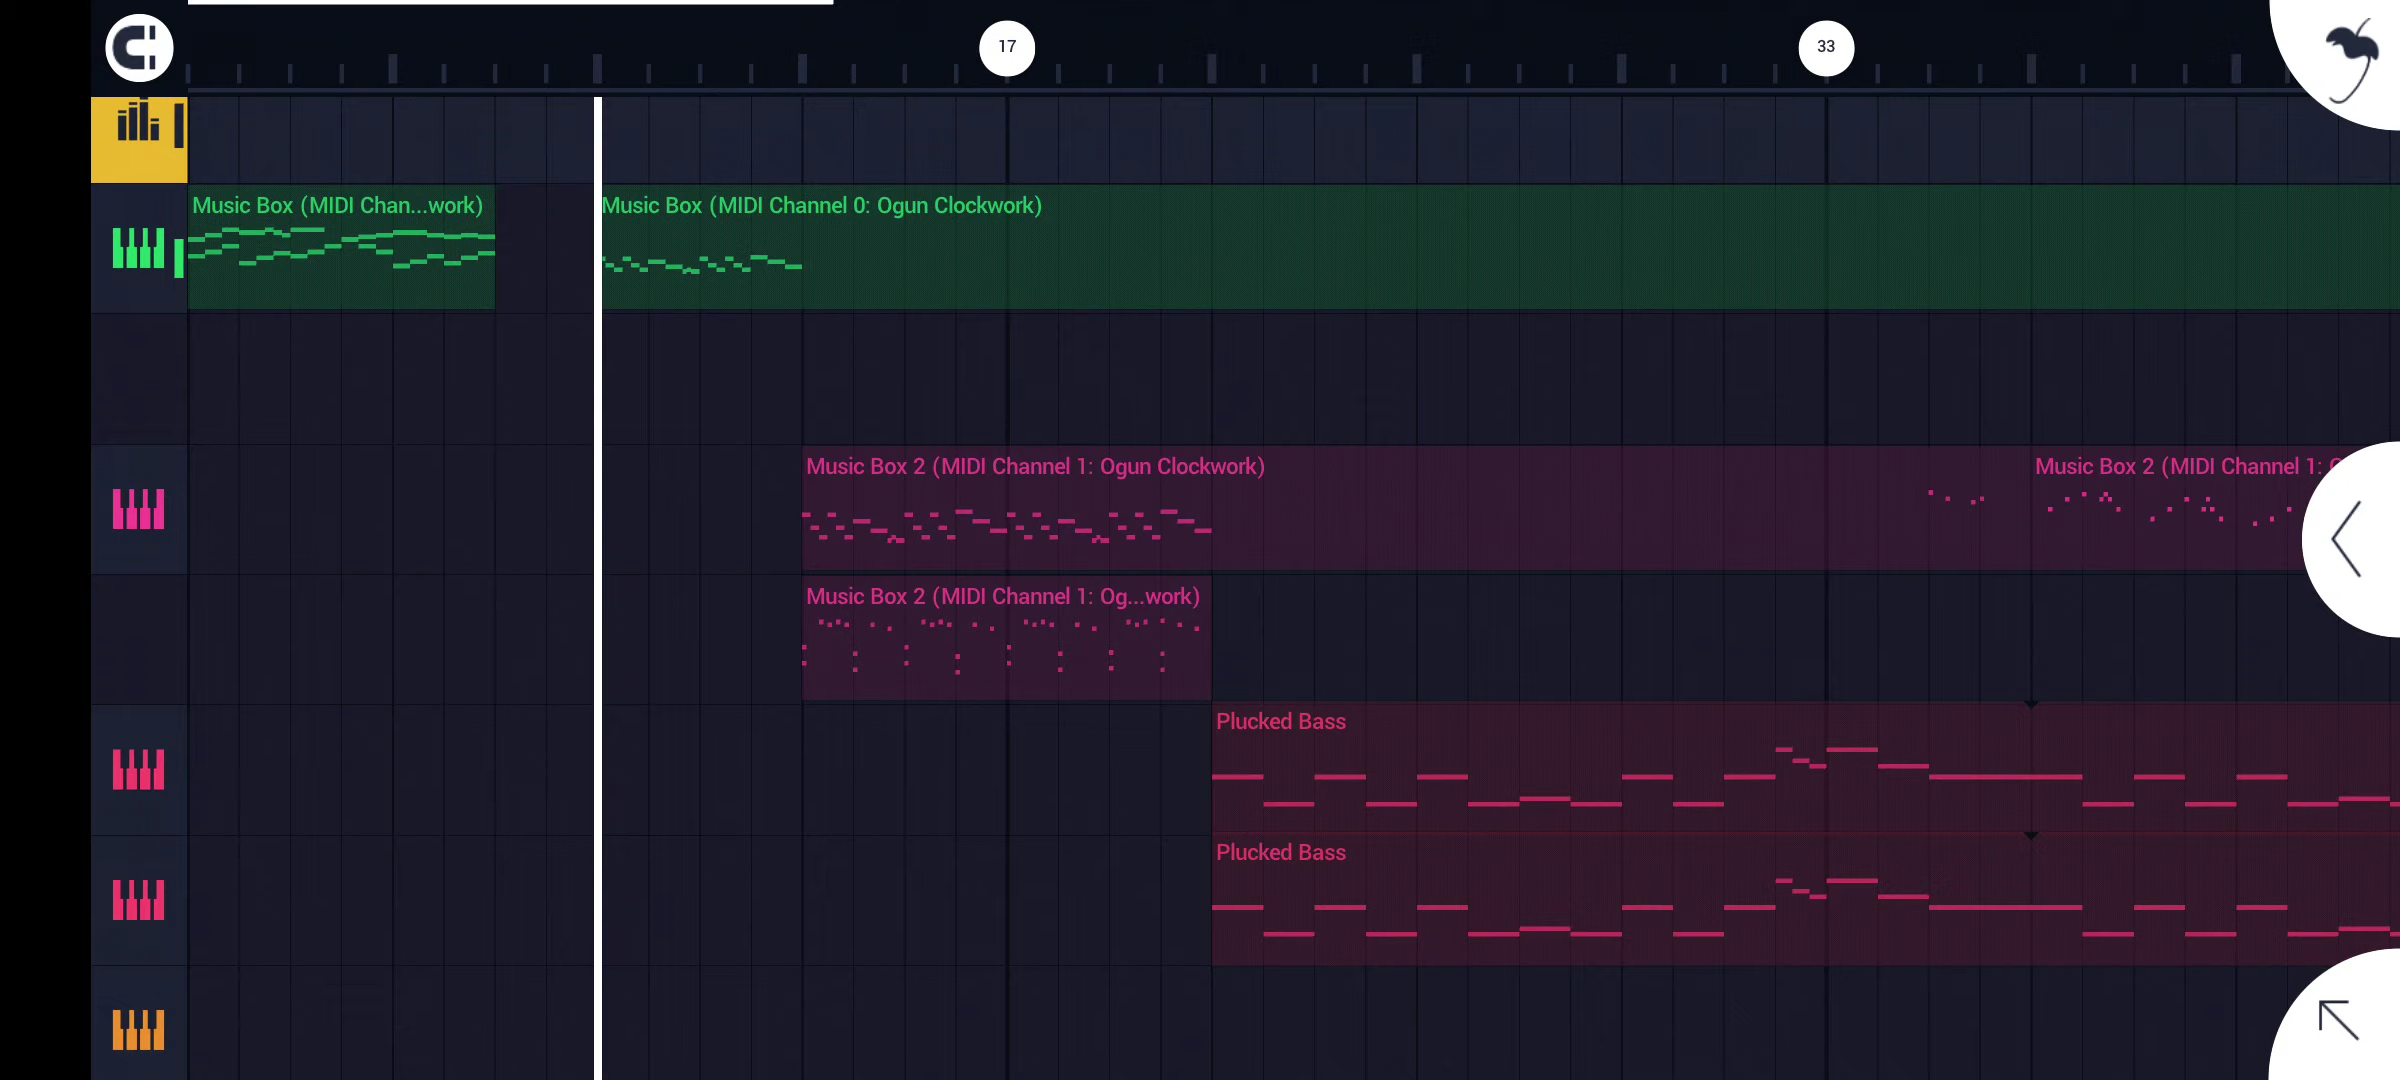 17
33
Music Box (MIDI Chan...work)
Music Box (MIDI Channel 0: Ogun Clockwork)
Music Box 2 (MIDI Channel 1: Ogun Clockwork)
Music Box 2 (MIDI Channel 1:
Music Box 2 (MIDI Channel 1: Og...work)
Plucked Bass
Plucked Bass